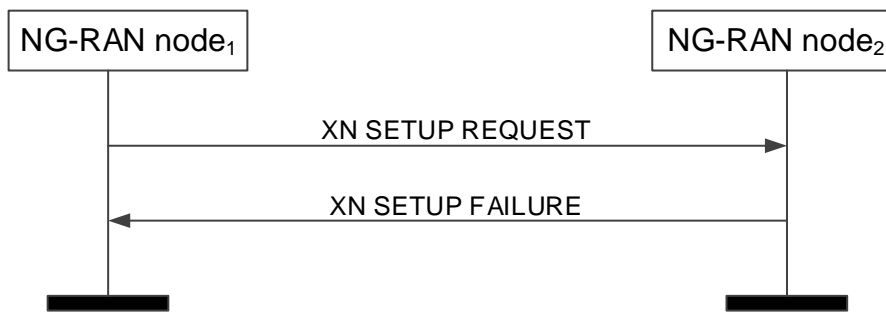 NG-RAN node₁
NG-RAN node₂
XN SETUP REQUEST
XN SETUP FAILURE